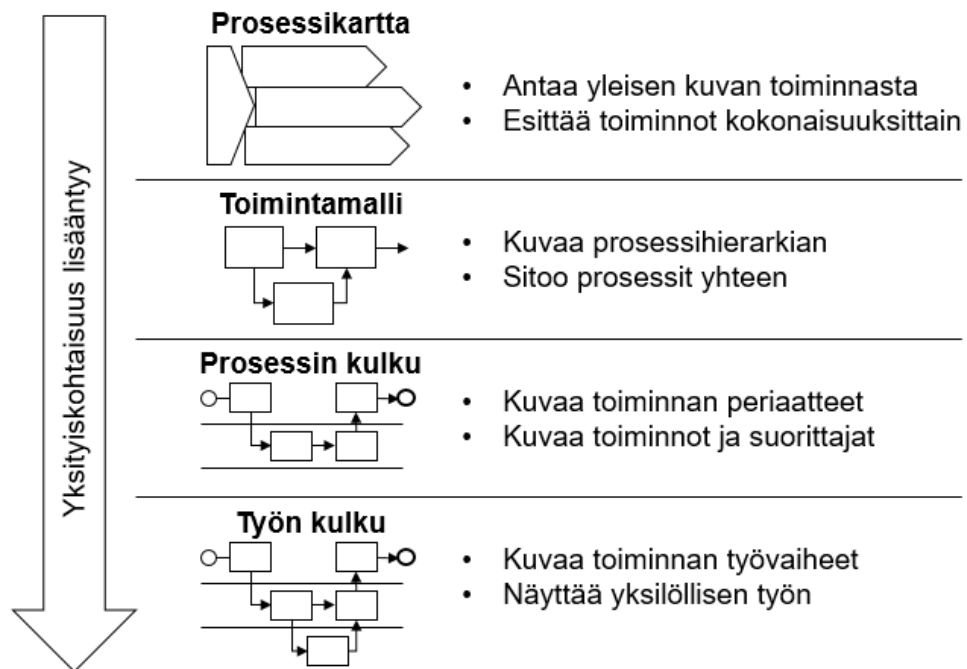 Prosessikartta
• Antaa yleisen kuvan toiminnasta
• Esittää toiminnot kokonaisuuksittain
Yksityiskohtaisuus lisääntyy
Toimintamalli
• Kuvaa prosessihierarkian
• Sitoo prosessit yhteen
Prosessin kulku
• Kuvaa toiminnan periaatteet
• Kuvaa toiminnot ja suorittajat
Työn kulku
• Kuvaa toiminnan työvaiheet
• Näyttää yksilöllisen työn